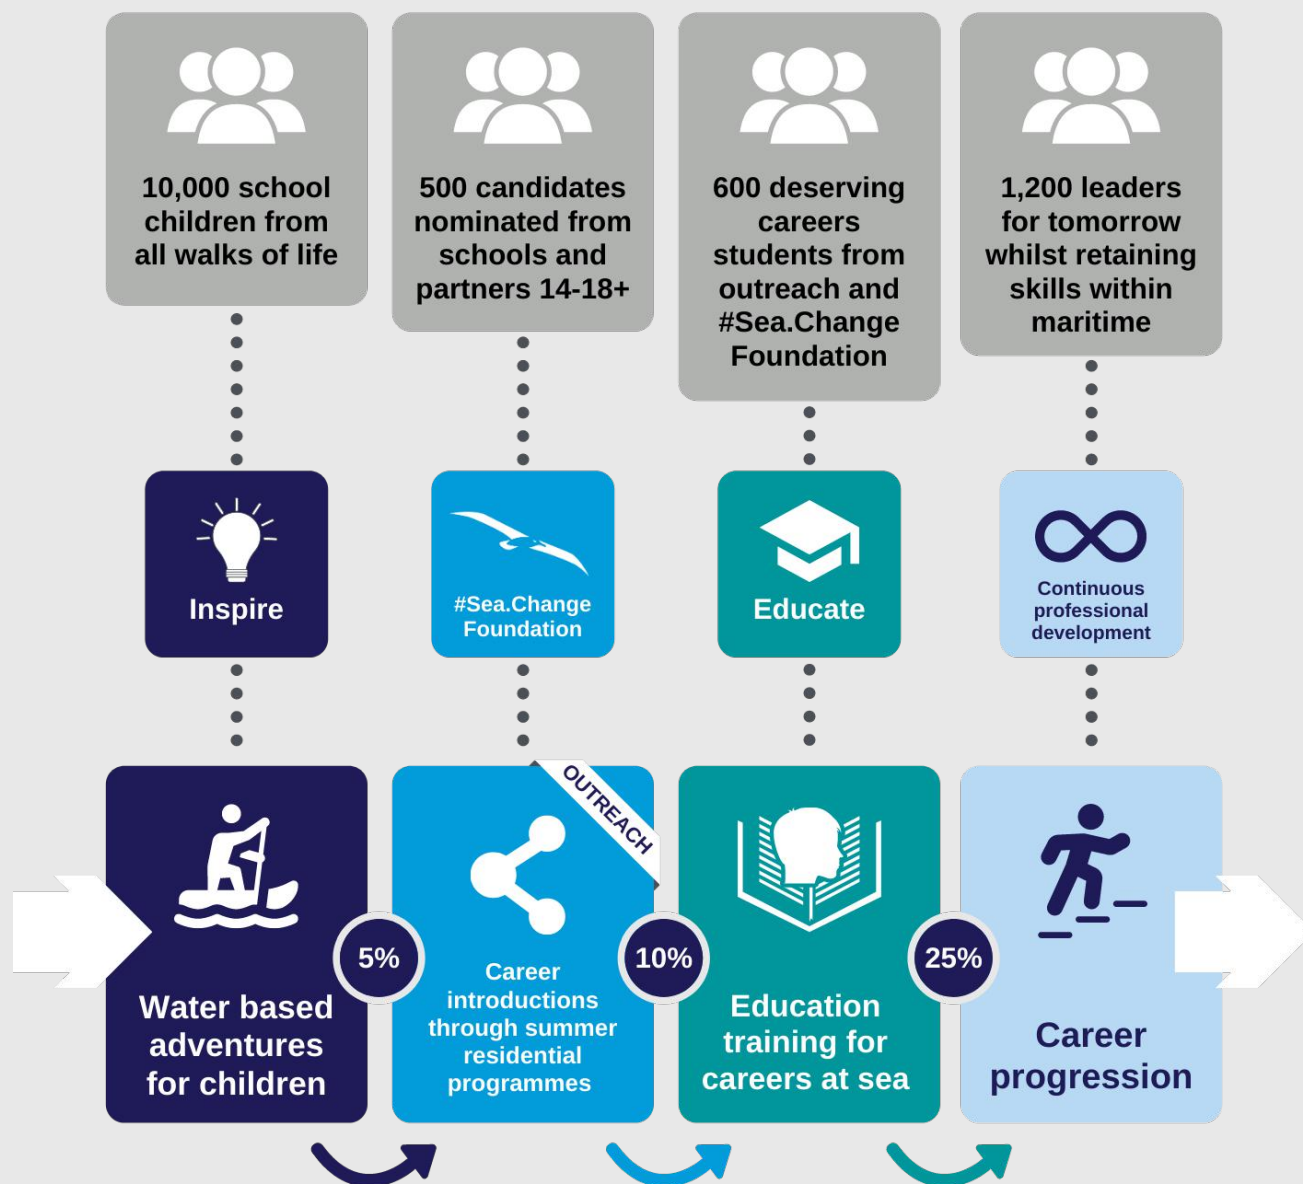 10,000 school
children from
all walks of life
500 candidates
nominated from
schools and
partners 14-18+
600 deserving
careers
students from
outreach and
#Sea.Change
Foundation
1,200 leaders
for tomorrow
whilst retaining
skills within
maritime
Inspire
#Sea.Change
Foundation
Educate
Continuous
professional
development
Water based
adventures
for children
5%
OUTREACH
Career
introductions
through summer
residential
programmes
10%
Education
training for
careers at sea
25%
Career
progression